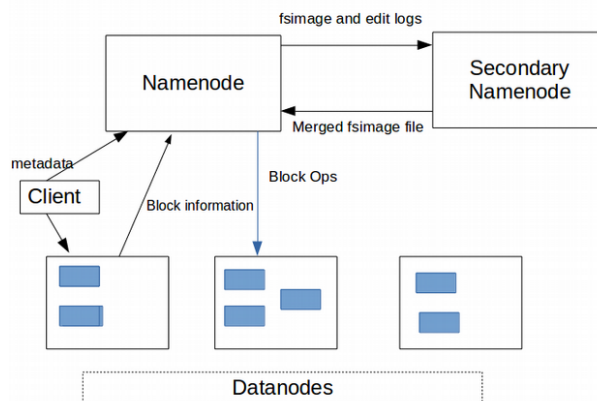 fsimage and edit logs
Namenode
Secondary
Namenode
Merged fsimage file
metadata
Client
Block information
Block Ops
Datanodes